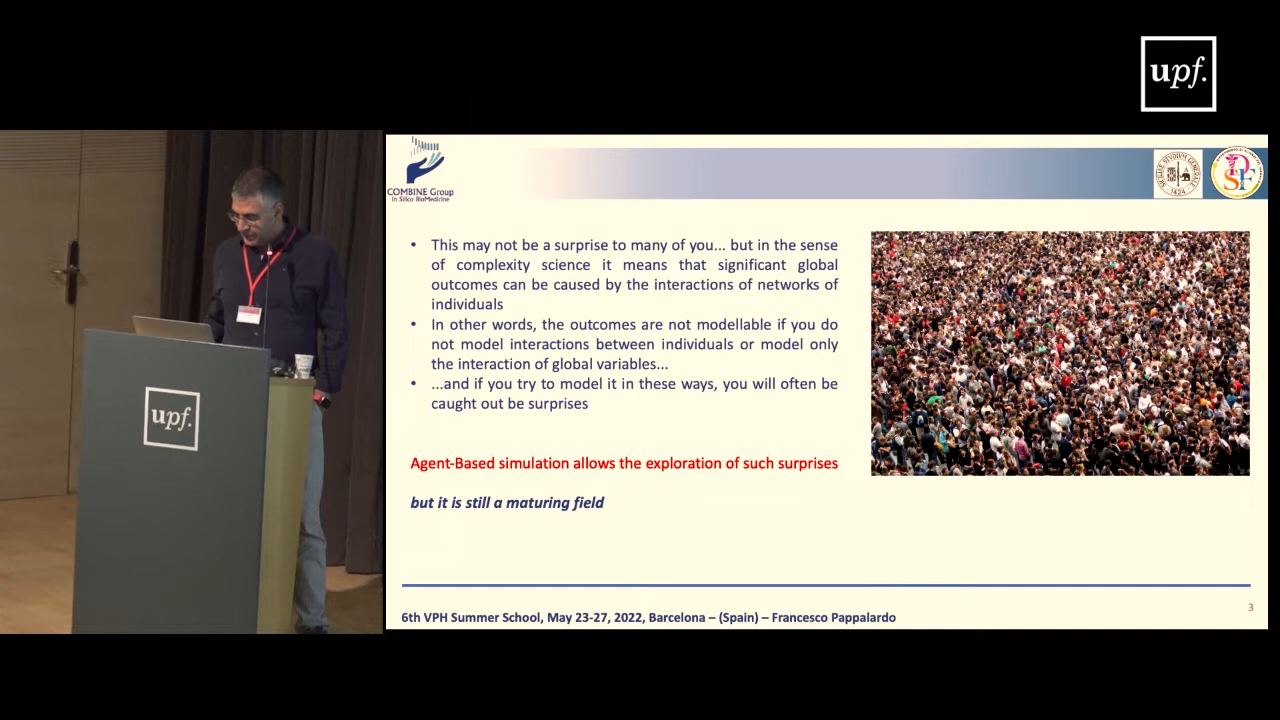 upf.
COMBINE Group
In Silico BioMedicine
• This may not be a surprise to many of you... but in the sense
of complexity science it means that significant global
outcomes can be caused by the interactions of networks of
individuals
• In other words, the outcomes are not modellable if you do
not model interactions between individuals or model only
the interaction of global variables...
• ...and if you try to model it in these ways, you will often be
caught out be surprises
Agent-Based simulation allows the exploration of such surprises
but it is still a maturing field
6th VPH Summer School, May 23-27, 2022, Barcelona – (Spain) – Francesco Pappalardo
3
upf.